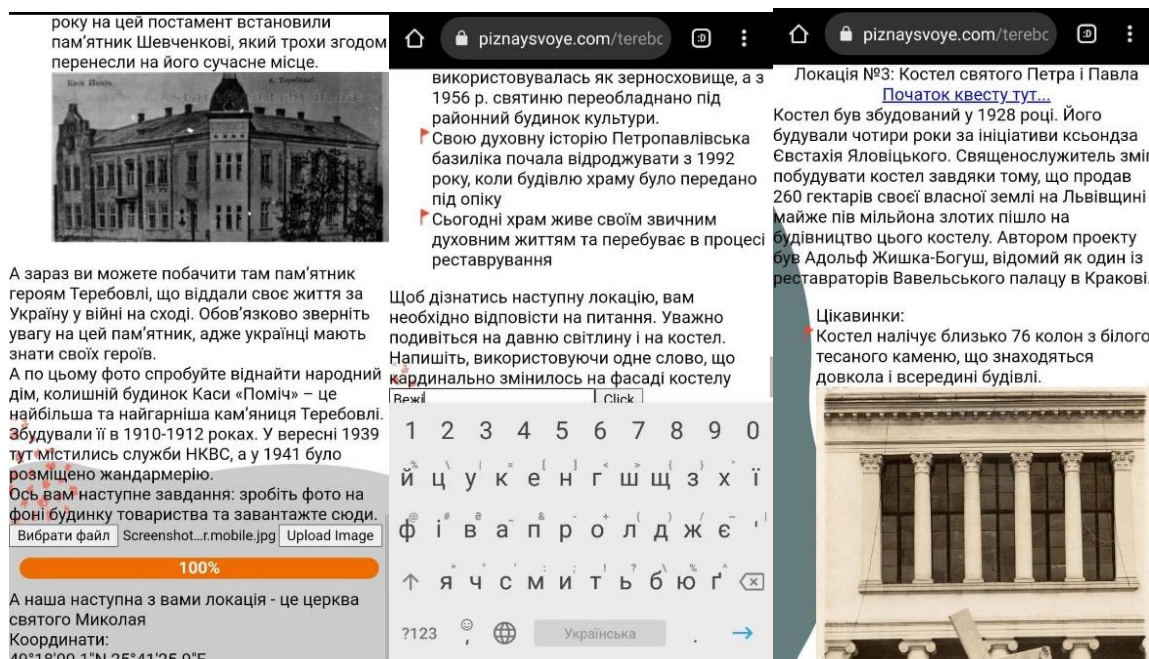 року на цей постамент встановили
пам'ятник Шевченкові, який трохи згодом
перенесли на його сучасне місце.
Каса Поміч
в Теребовлі
А зараз ви можете побачити там пам'ятник
героям Теребовлі, що віддали своє життя за
Україну у війні на сході. Обов'язково зверніть
увагу на цей пам'ятник, адже українці мають
знати своїх героїв.
А по цьому фото спробуйте віднайти народний
дім, колишній будинок Каси «Поміч» – це
найбільша та найгарніша кам'яниця Теребовлі.
Збудували її в 1910-1912 роках. У вересні 1939
тут містились служби НКВС, а у 1941 було
розміщено жандармерію.
Ось вам наступне завдання: зробіть фото на
фоні будинку товариства та завантажте сюди.
Вибрати файл Screenshot...r.mobile.jpg Upload Image
100%
А наша наступна з вами локація - це церква
святого Миколая
Координати:
piznaysvoye.com/terebo
використовувалась як зерносховище, а з
1956 р. святиню переобладнано під
районний будинок культури.
Свою духовну історію Петропавлівська
базиліка почала відроджувати з 1992
року, коли будівлю храму було передано
під опіку
Сьогодні храм живе своїм звичним
духовним життям та перебуває в процесі
реставрування
Щоб дізнатись наступну локацію, вам
необхідно відповісти на питання. Уважно
подивіться на давню світлину і на костел.
Напишіть, використовуючи одне слово, що
кардинально змінилось на фасаді костелу
Вежі Click
1 2 3 4 5 6 7 8 9 0
й ц у к е н г ш щ з х ї
ф і в а п р о л д ж є '
я ч с м и т ь б ю ґ
?123 , Українська .
piznaysvoye.com/terebo
Локація №3: Костел святого Петра і Павла
Початок квесту тут...
Костел був збудований у 1928 році. Його
будували чотири роки за ініціативи ксьондза
Євстахія Яловіцького. Священослужитель зміг
побудувати костел завдяки тому, що продав
260 гектарів своєї власної землі на Львівщині
майже пів мільйона злотих пішло на
будівництво цього костелу. Автором проекту
був Адольф Жишка-Богуш, відомий як один із
реставраторів Вавельського палацу в Кракові.
Цікавинки:
Костел налічує близько 76 колон з білого
тесаного каменю, що знаходяться
довкола і всередині будівлі.